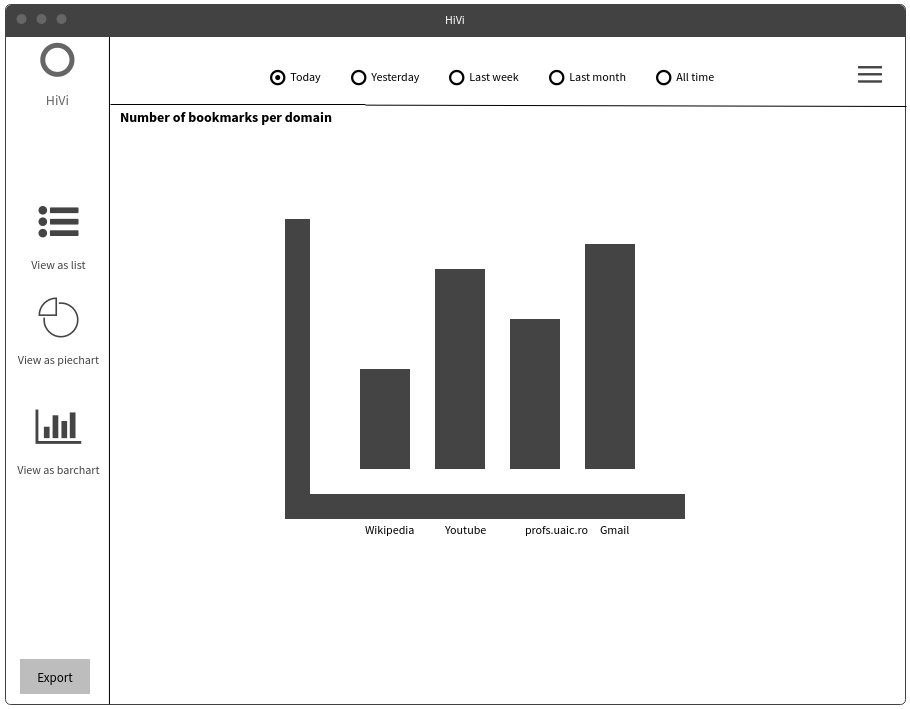 HiVi
HiVi
Today Yesterday Last week Last month All time
Number of bookmarks per domain
View as list
View as piechart
View as barchart
Wikipedia Youtube profs.uaic.ro Gmail
Export